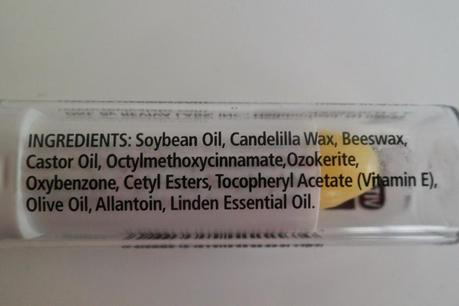 INGREDIENTS: Soybean Oil, Candelilla Wax, Beeswax,
Castor Oil, Octylmethoxycinnamate,Ozokerite,
Oxybenzone, Cetyl Esters, Tocopheryl Acetate (Vitamin E),
Olive Oil, Allantoin, Linden Essential Oil.